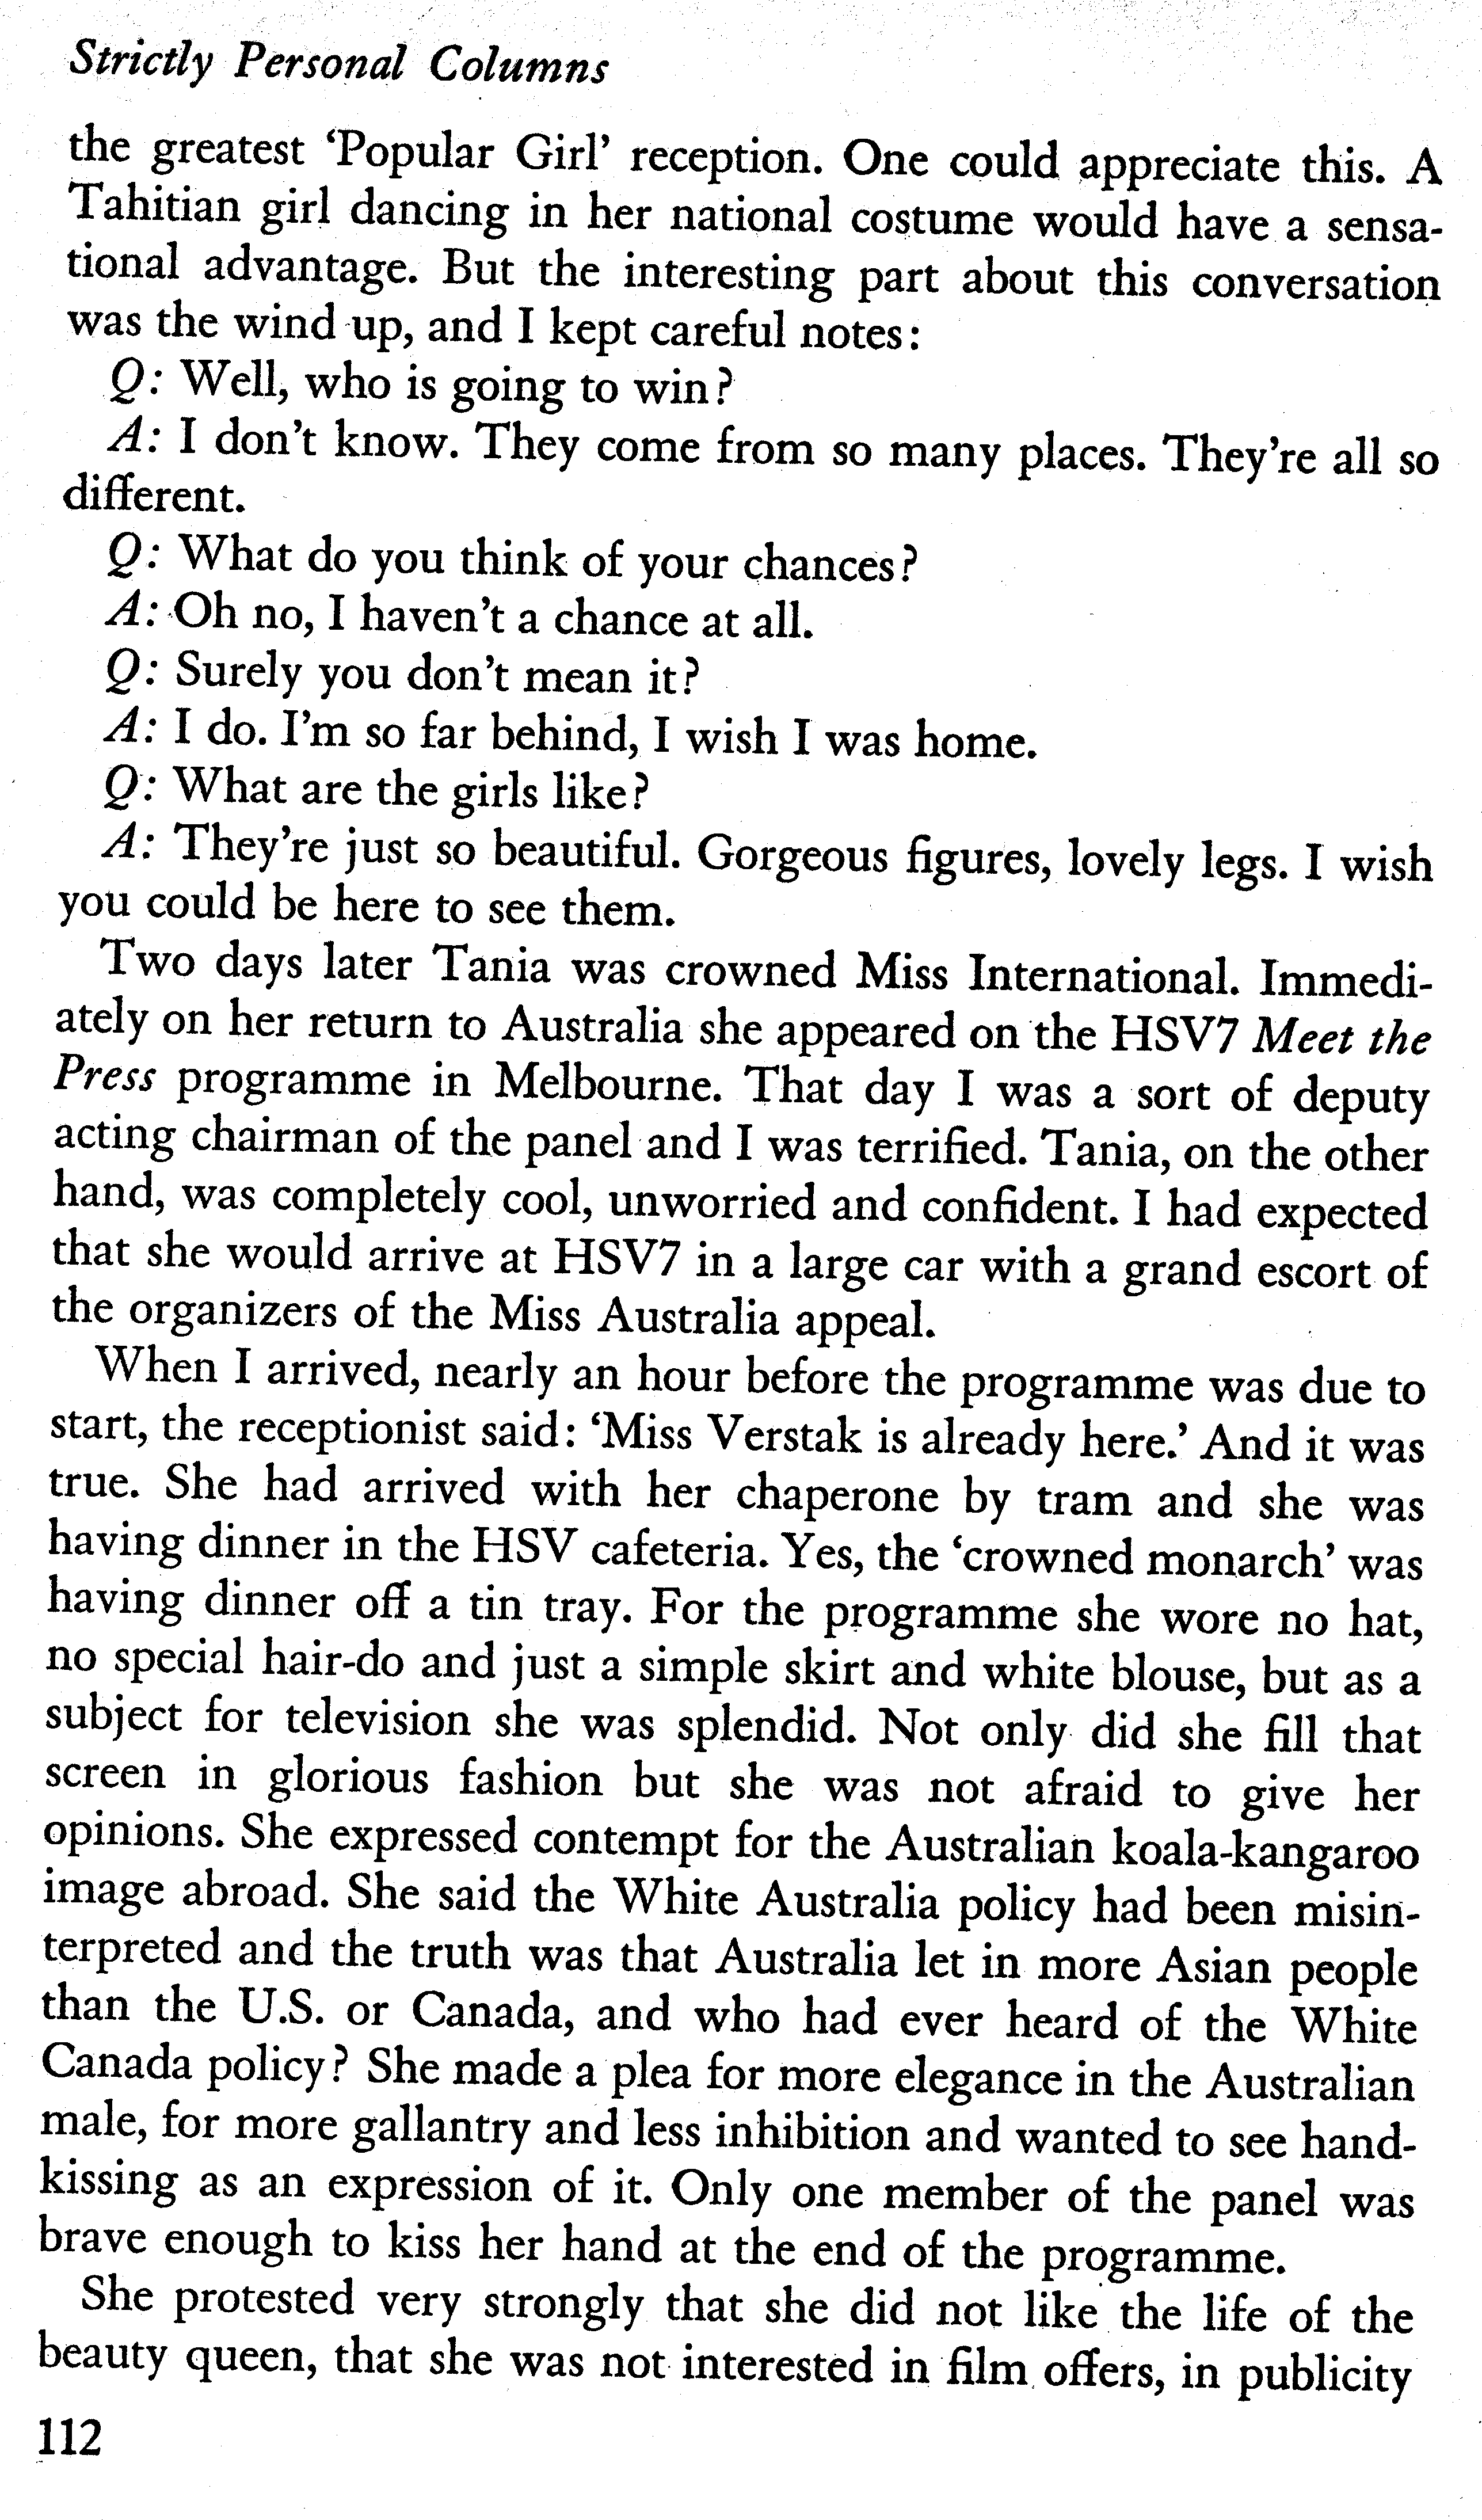 Strictly Personal Columns
the greatest ‘Popular Girl’ reception. One could appreciate this. A
Tahitian girl dancing in her national costume would have a sensa-
tional advantage. But the interesting part about this conversation
was the wind up, and I kept careful notes:
Q: Well, who is going to win?
A: I don’t know. They come from so many places. They’re all so
different.
Q: What do you think of your chances?
A: Oh no, I haven’t a chance at all.
Q: Surely you don’t mean it?
A: I do. I’m so far behind, I wish I was home.
Q: What are the girls like?
A: They’re just so beautiful. Gorgeous figures, lovely legs. I wish
you could be here to see them.
Two days later Tania was crowned Miss International. Immedi-
ately on her return to Australia she appeared on the HSV7 Meet the
Press programme in Melbourne. That day I was a sort of deputy
acting chairman of the panel and I was terrified. Tania, on the other
hand, was completely cool, unworried and confident. I had expected
that she would arrive at HSV7 in a large car with a grand escort of
the organizers of the Miss Australia appeal.
When I arrived, nearly an hour before the programme was due to
start, the receptionist said: ‘Miss Verstak is already here.’ And it was
true. She had arrived with her chaperone by tram and she was
having dinner in the HSV cafeteria. Yes, the ‘crowned monarch’ was
having dinner off a tin tray. For the programme she wore no hat,
no special hair-do and just a simple skirt and white blouse, but as a
subject for television she was splendid. Not only did she fill that
screen in glorious fashion but she was not afraid to give her
opinions. She expressed contempt for the Australian koala-kangaroo
image abroad. She said the White Australia policy had been misin-
terpreted and the truth was that Australia let in more Asian people
than the U.S. or Canada, and who had ever heard of the White
Canada policy? She made a plea for more elegance in the Australian
male, for more gallantry and less inhibition and wanted to see hand-
kissing as an expression of it. Only one member of the panel was
brave enough to kiss her hand at the end of the programme.
She protested very strongly that she did not like the life of the
beauty queen, that she was not interested in film offers, in publicity
112